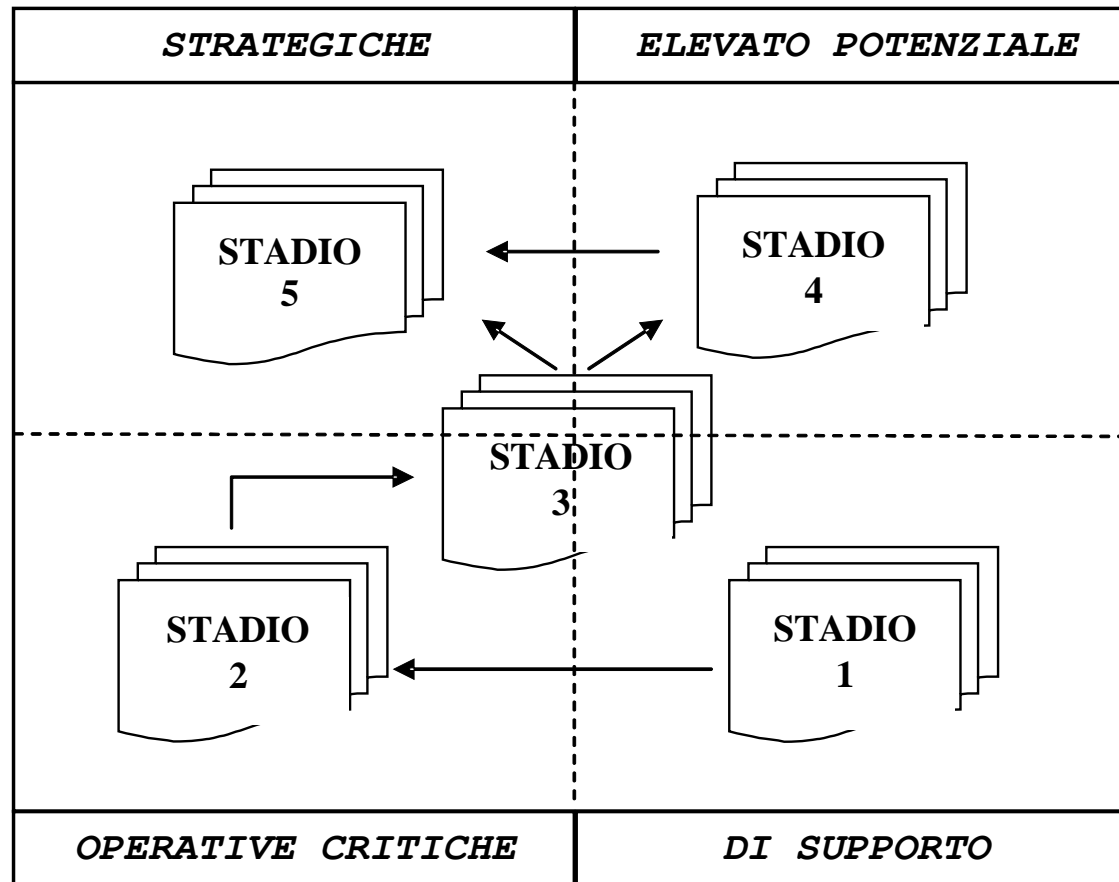 STRATEGICHE
ELEVATO POTENZIALE
STADIO
5
STADIO
4
STADIO
3
STADIO
2
STADIO
1
OPERATIVE CRITICHE
DI SUPPORTO